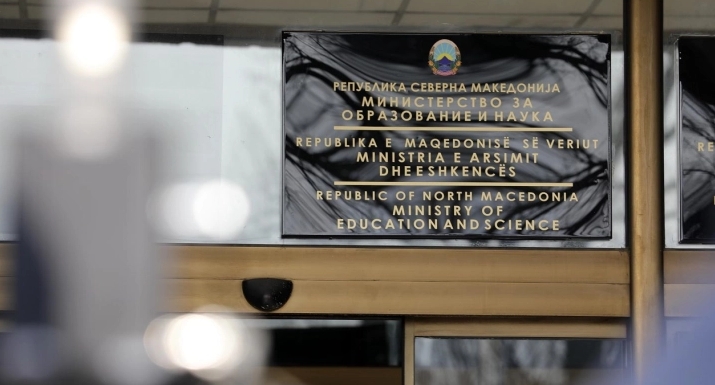 РЕПУБЛИКА СЕВЕРНА МАКЕДОНИЈА
МИНИСТЕРСТВО ЗА
ОБРАЗОВАНИЕ И НАУКА
REPUBLIKA E MAQEDONISË SË VERIUT
MINISTRIA E ARSIMIT
DHE ESHKENCËS
REPUBLIC OF NORTH MACEDONIA
MINISTRY OF
EDUCATION AND SCIENCE